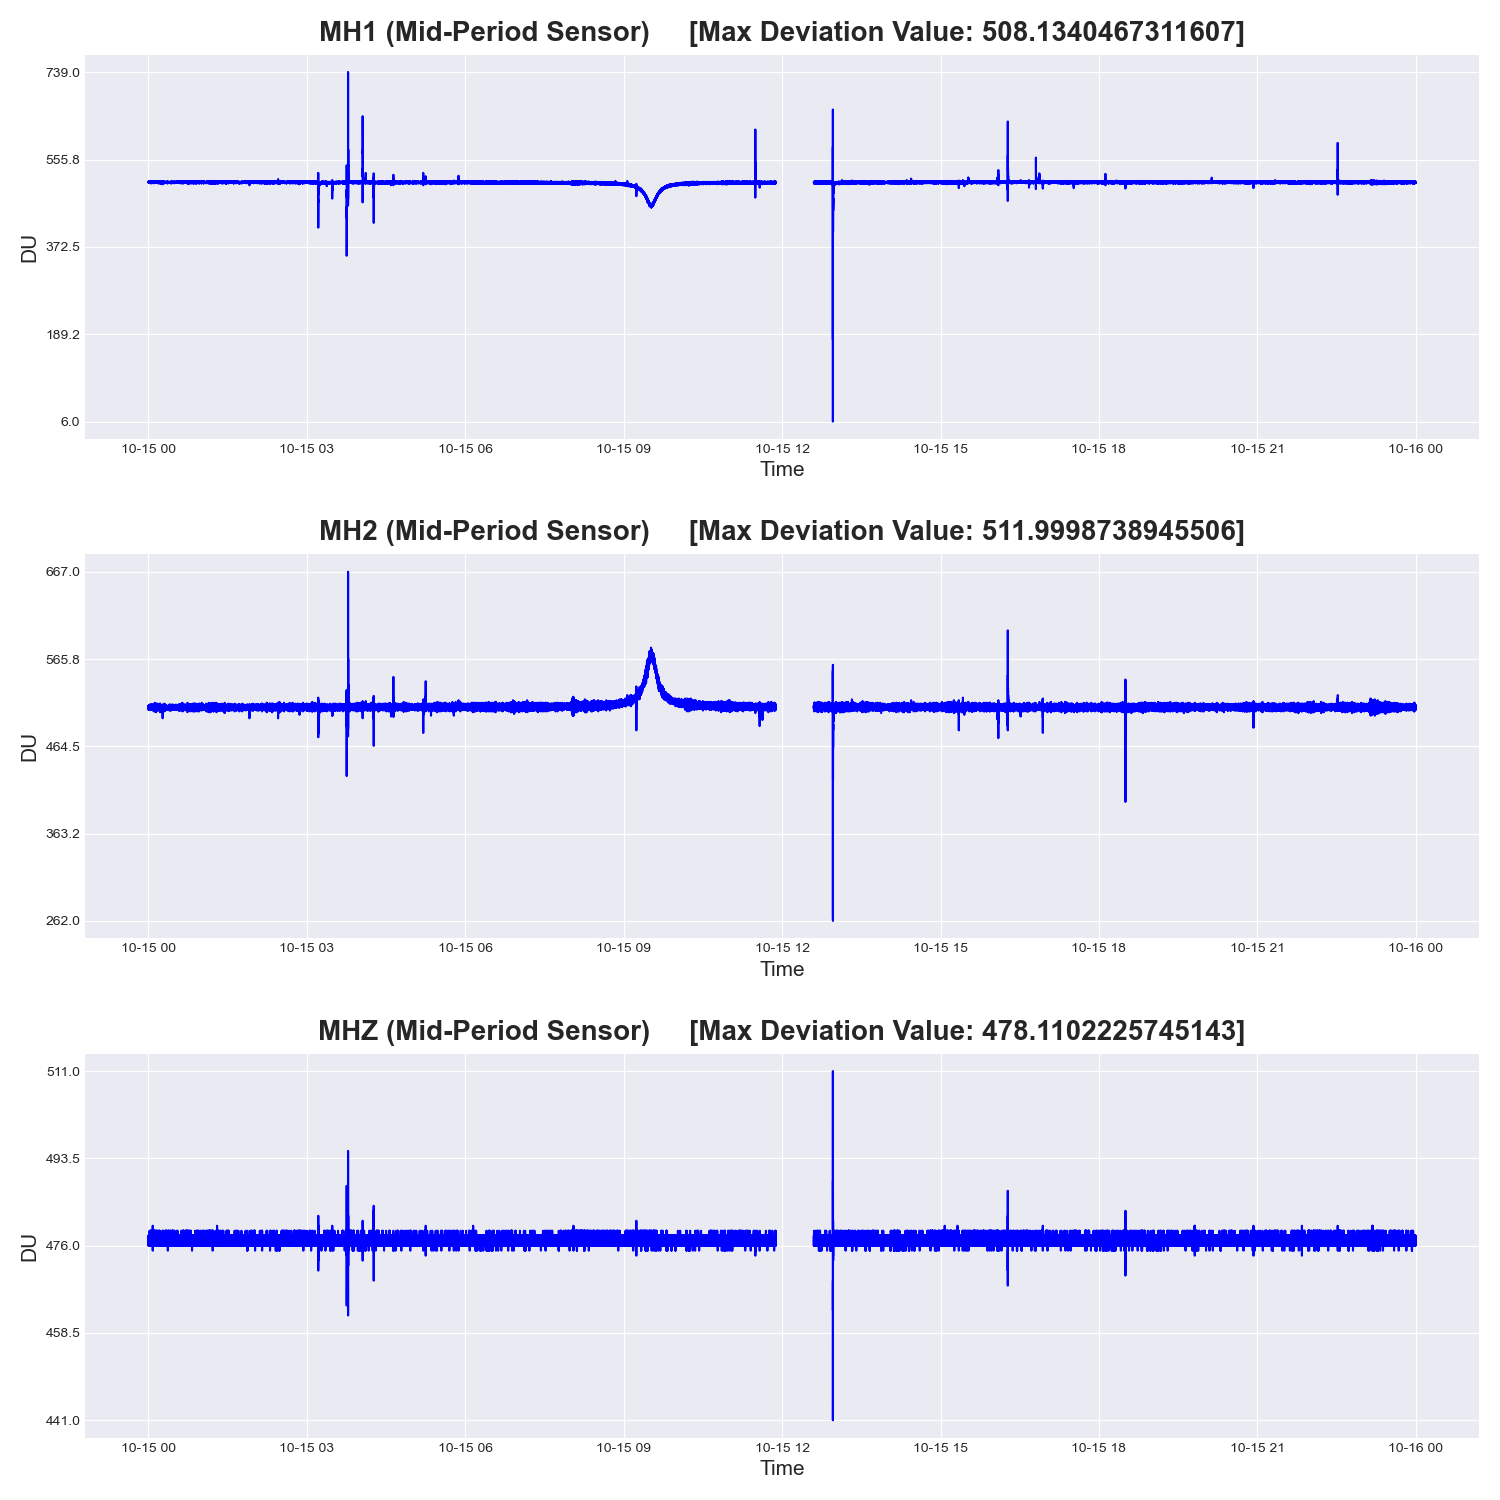 MH1 (Mid-Period Sensor) [Max Deviation Value: 508.1340467311607]
739.0
555.8
372.5
189.2
6.0
DU
10-15 00 10-15 03 10-15 06 10-15 09 10-15 12 10-15 15 10-15 18 10-15 21 10-16 00
Time
MH2 (Mid-Period Sensor) [Max Deviation Value: 511.9998738945506]
667.0
565.8
464.5
363.2
262.0
DU
10-15 00 10-15 03 10-15 06 10-15 09 10-15 12 10-15 15 10-15 18 10-15 21 10-16 00
Time
MHZ (Mid-Period Sensor) [Max Deviation Value: 478.1102225745143]
511.0
493.5
476.0
458.5
441.0
DU
10-15 00 10-15 03 10-15 06 10-15 09 10-15 12 10-15 15 10-15 18 10-15 21 10-16 00
Time